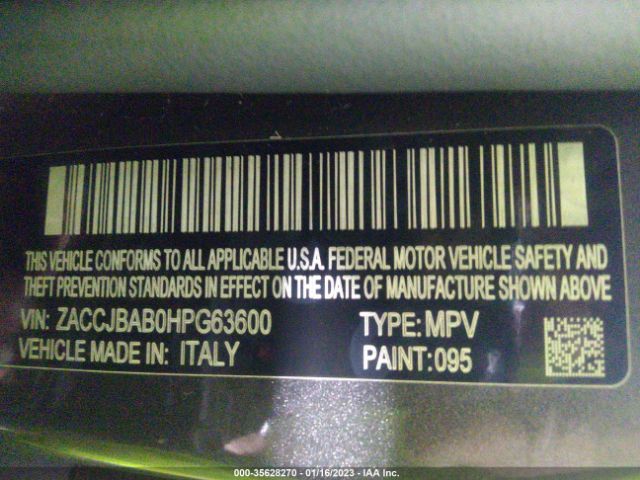 THIS VEHICLE CONFORMS TO ALL APPLICABLE U.S.A. FEDERAL MOTOR VEHICLE SAFETY AND
THEFT PREVENTION STANDARDS IN EFFECT ON THE DATE OF MANUFACTURE SHOWN ABOVE
VIN: ZACCJBAB0HPG63600 TYPE: MPV
VEHICLE MADE IN: ITALY PAINT: 095
000-35628270 - 01/16/2023 - IAA Inc.